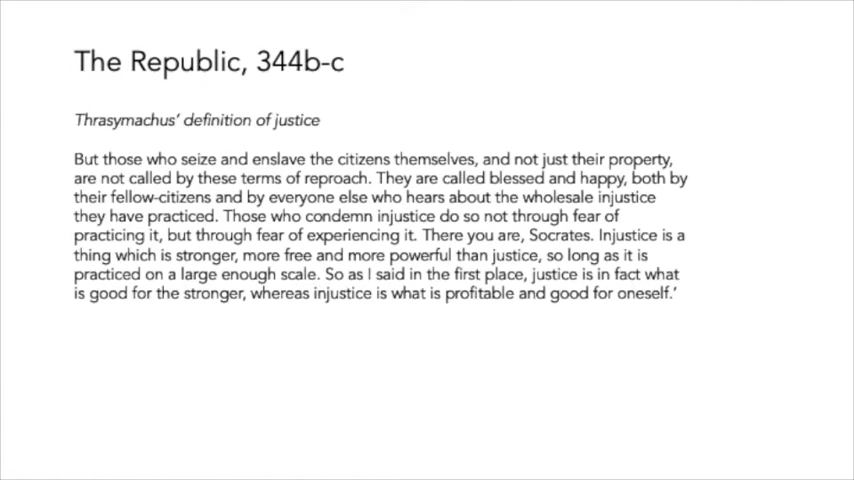 The Republic, 344b-c
Thrasymachus’ definition of justice
But those who seize and enslave the citizens themselves, and not just their property,
are not called by these terms of reproach. They are called blessed and happy, both by
their fellow-citizens and by everyone else who hears about the wholesale injustice
they have practiced. Those who condemn injustice do so not through fear of
practicing it, but through fear of experiencing it. There you are, Socrates. Injustice is a
thing which is stronger, more free and more powerful than justice, so long as it is
practiced on a large enough scale. So as I said in the first place, justice is in fact what
is good for the stronger, whereas injustice is what is profitable and good for oneself.’